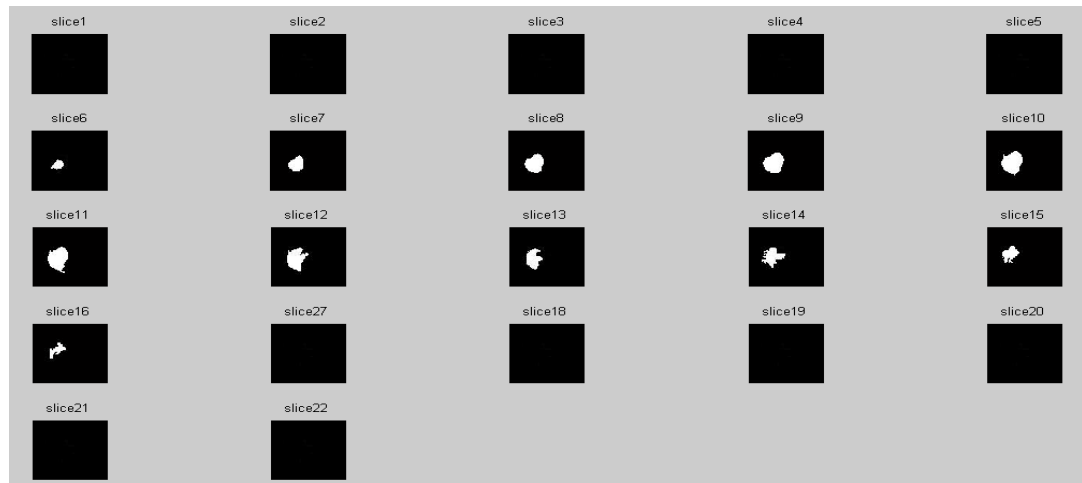 slice1 slice2 slice3 slice4 slice5
slice6 slice7 slice8 slice9 slice10
slice11 slice12 slice13 slice14 slice15
slice16 slice27 slice18 slice19 slice20
slice21 slice22